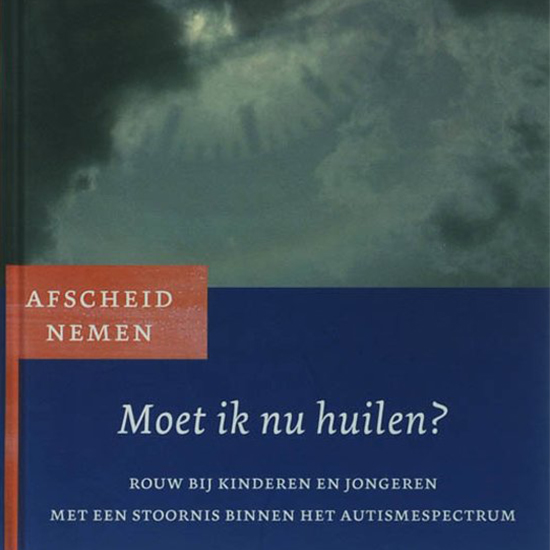 AFSCHEID
NEMEN
Moet ik nu huilen?
ROUW BIJ KINDEREN EN JONGEREN
MET EEN STOORNIS BINNEN HET AUTISMESPECTRUM